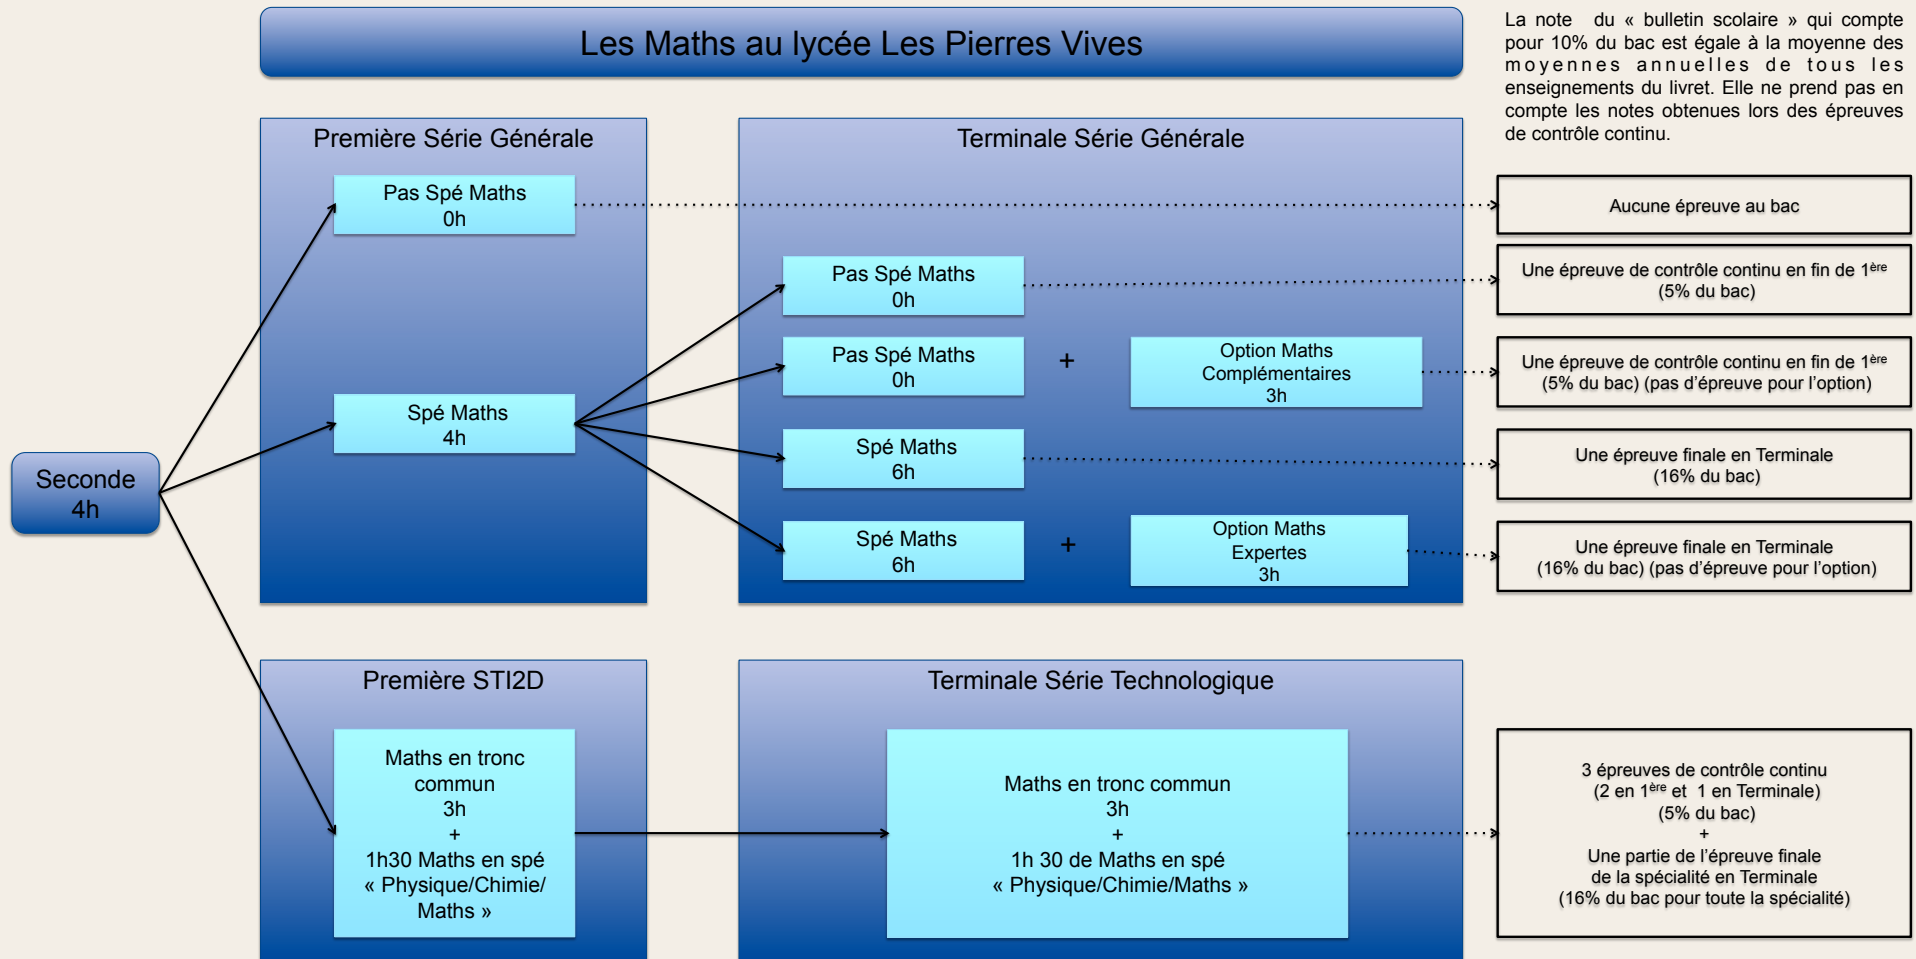 Les Maths au lycée Les Pierres Vives
La note du « bulletin scolaire » qui compte
pour 10% du bac est égale à la moyenne des
moyennes annuelles de tous les
enseignements du livret. Elle ne prend pas en
compte les notes obtenues lors des épreuves
de contrôle continu.
Première Série Générale
Terminale Série Générale
Pas Spé Maths
0h
Aucune épreuve au bac
Pas Spé Maths
0h
Une épreuve de contrôle continu en fin de 1ère
(5% du bac)
Pas Spé Maths
0h
+
Option Maths
Complémentaires
3h
Une épreuve de contrôle continu en fin de 1ère
(5% du bac) (pas d’épreuve pour l’option)
Spé Maths
4h
Spé Maths
6h
Une épreuve finale en Terminale
(16% du bac)
Seconde
4h
Spé Maths
6h
+
Option Maths
Expertes
3h
Une épreuve finale en Terminale
(16% du bac) (pas d’épreuve pour l’option)
Première STI2D
Terminale Série Technologique
Maths en tronc
commun
3h
+
1h30 Maths en spé
« Physique/Chimie/
Maths »
Maths en tronc commun
3h
+
1h 30 de Maths en spé
« Physique/Chimie/Maths »
3 épreuves de contrôle continu
(2 en 1ère et 1 en Terminale)
(5% du bac)
+
Une partie de l’épreuve finale
de la spécialité en Terminale
(16% du bac pour toute la spécialité)